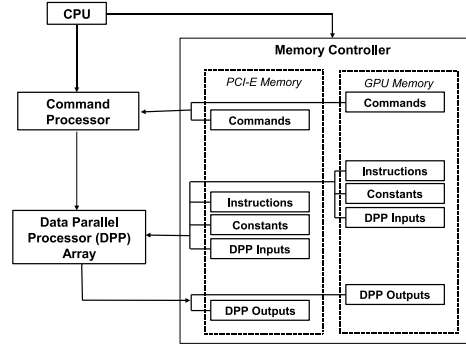 CPU
Memory Controller
PCI-E Memory
GPU Memory
Command
Processor
Commands
Commands
Data Parallel
Processor (DPP)
Array
Instructions
Constants
DPP Inputs
Instructions
Constants
DPP Inputs
DPP Outputs
DPP Outputs